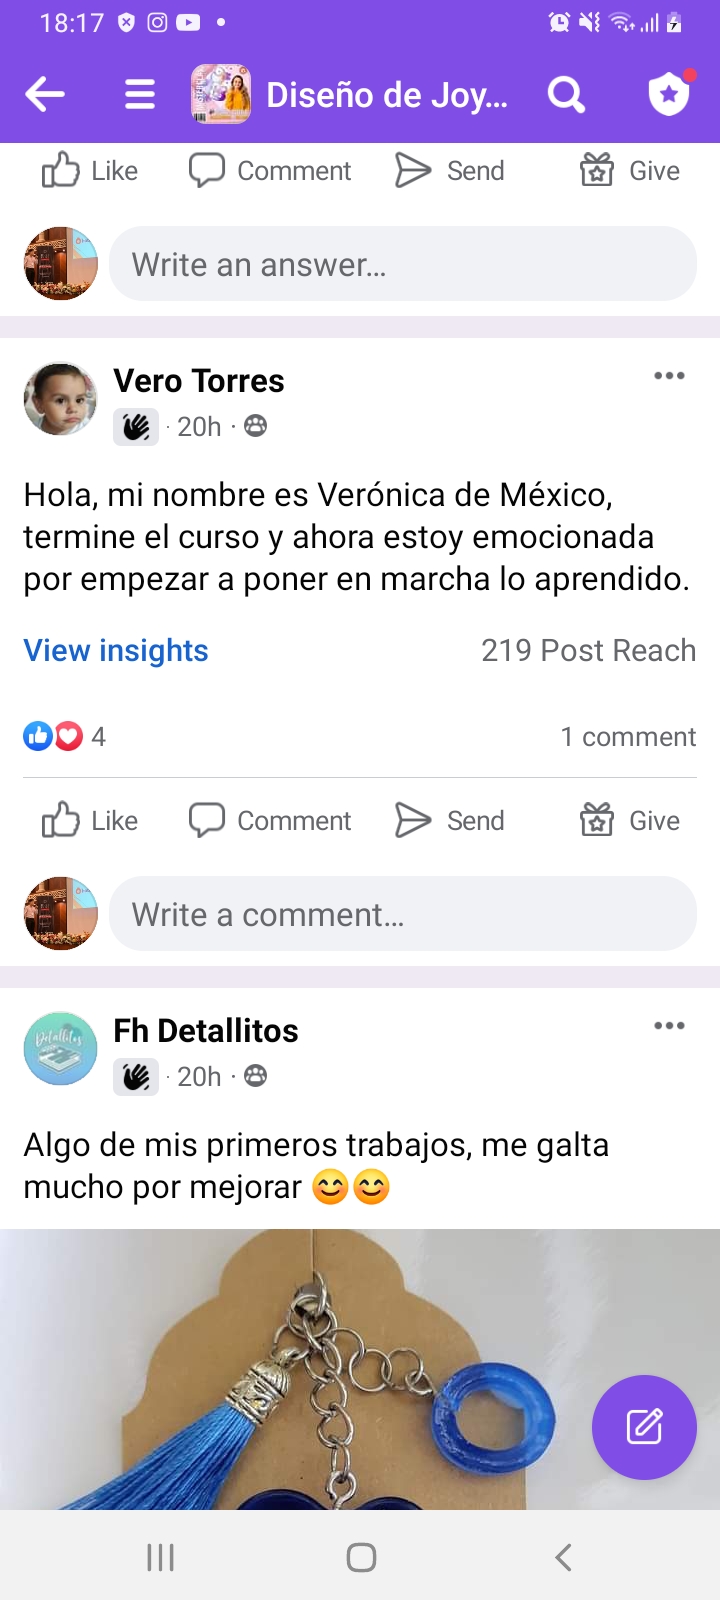 18:17
Diseño de Joy...
Like Comment Send Give
Write an answer...
Vero Torres
· 20h ·
Hola, mi nombre es Verónica de México,
termine el curso y ahora estoy emocionada
por empezar a poner en marcha lo aprendido.
View insights 219 Post Reach
4 1 comment
Like Comment Send Give
Write a comment...
Detallitos
Fh Detallitos
· 20h ·
Algo de mis primeros trabajos, me galta
mucho por mejorar 😊😊